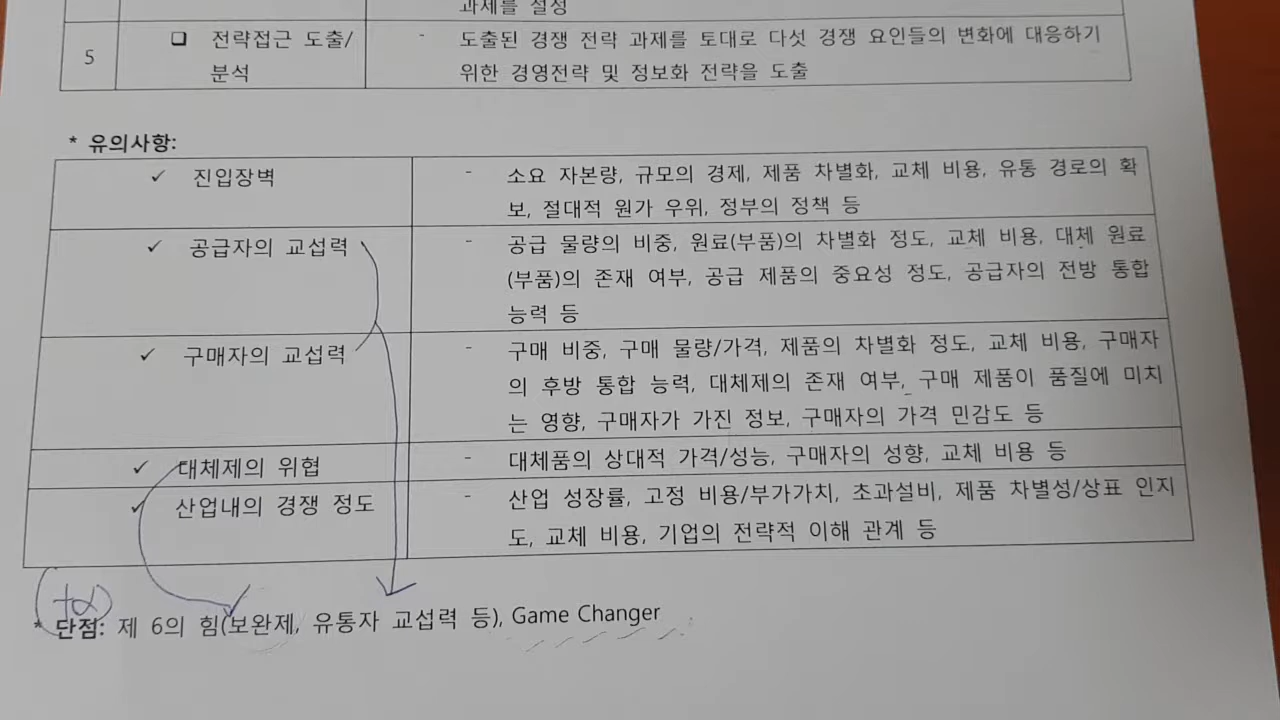 과제를 설정
5 ❑ 전략접근 도출/ - 도출된 경쟁 전략 과제를 토대로 다섯 경쟁 요인들의 변화에 대응하기
분석 위한 경영전략 및 정보화 전략을 도출
* 유의사항:
✓ 진입장벽 - 소요 자본량, 규모의 경제, 제품 차별화, 교체 비용, 유통 경로의 확
보, 절대적 원가 우위, 정부의 정책 등
✓ 공급자의 교섭력 - 공급 물량의 비중, 원료(부품)의 차별화 정도, 교체 비용, 대체 원료
(부품)의 존재 여부, 공급 제품의 중요성 정도, 공급자의 전방 통합
능력 등
✓ 구매자의 교섭력 - 구매 비중, 구매 물량/가격, 제품의 차별화 정도, 교체 비용, 구매자
의 후방 통합 능력, 대체제의 존재 여부, 구매 제품이 품질에 미치
는 영향, 구매자가 가진 정보, 구매자의 가격 민감도 등
✓ 대체제의 위협 - 대체품의 상대적 가격/성능, 구매자의 성향, 교체 비용 등
✓ 산업내의 경쟁 정도 - 산업 성장률, 고정 비용/부가가치, 초과설비, 제품 차별성/상표 인지
도, 교체 비용, 기업의 전략적 이해 관계 등
+α
* 단점: 제 6의 힘(보완제, 유통자 교섭력 등), Game Changer